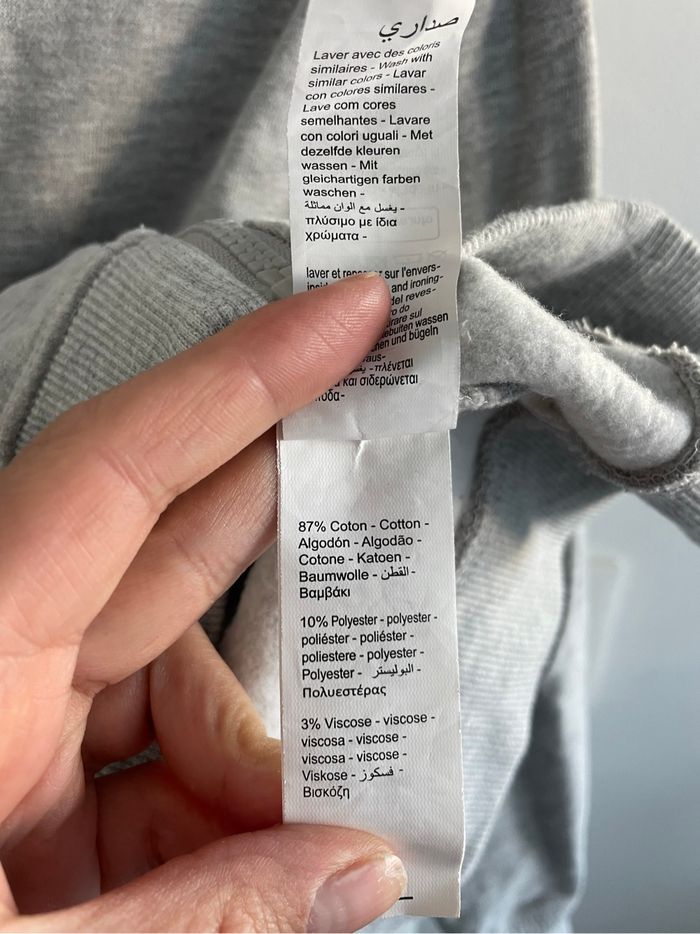 صداري
Laver avec des coloris
similaires - Wash with
similar colors - Lavar
con colores similares -
Lave com cores
semelhantes - Lavare
con colori uguali - Met
dezelfde kleuren
wassen - Mit
gleichartigen farben
waschen -
يغسل مع الوان مماثلة -
πλύσιμο με ίδια
χρώματα -
laver et sur l'envers-
and ironing-
del reves-
do
sul
wassen
und bügeln
-πλένεται
και σιδερώνεται
87% Coton - Cotton -
Algodón - Algodão -
Cotone - Katoen -
Baumwolle - القطن -
Βαμβάκι
10% Polyester - polyester -
poliéster - poliéster -
poliestere - polyester -
Polyester - البوليستر -
Πολυεστέρας
3% Viscose - viscose -
viscosa - viscose -
viscosa - viscose -
Viskose - فسكوز -
Βισκόζη